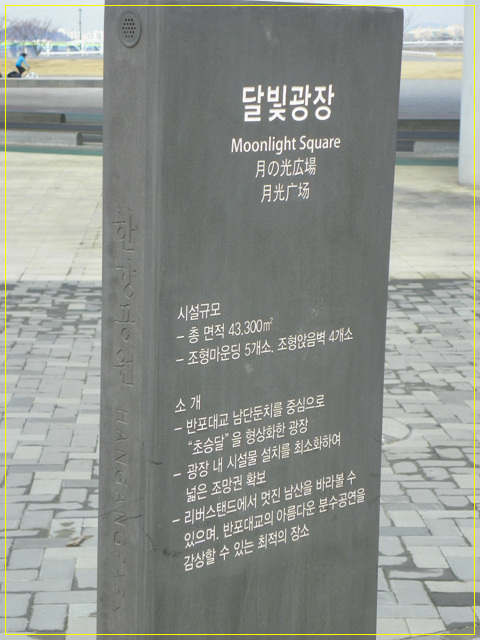 달빛광장
Moonlight Square
月の光広場
月光广场
시설규모
- 총 면적 43,300㎡
- 조형마운딩 5개소, 조형앉음벽 4개소
소 개
- 반포대교 남단둔치를 중심으로
"초승달"을 형상화한 광장
- 광장 내 시설물 설치를 최소화하여
넓은 조망권 확보
- 리버스탠드에서 멋진 남산을 바라볼 수
있으며, 반포대교의 아름다운 분수공연을
감상할 수 있는 최적의 장소
한강공원 HANGANG